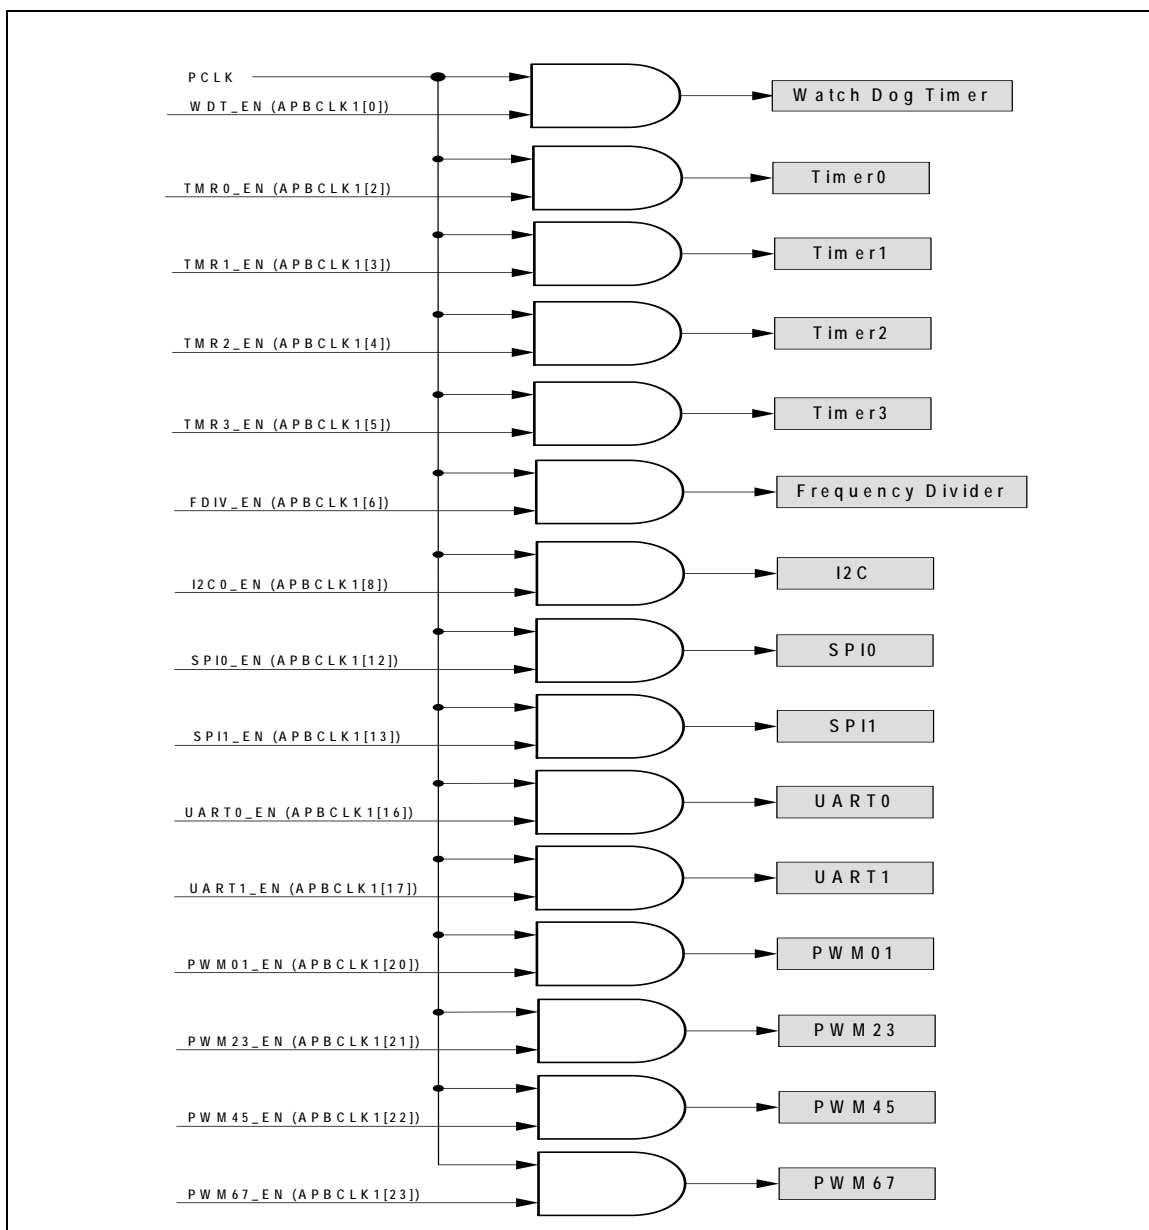 PCLK
WDT_EN (APBCLK1[0])
Watch Dog Timer
TMR0_EN (APBCLK1[2])
Timer0
TMR1_EN (APBCLK1[3])
Timer1
TMR2_EN (APBCLK1[4])
Timer2
TMR3_EN (APBCLK1[5])
Timer3
FDIV_EN (APBCLK1[6])
Frequency Divider
I2C0_EN (APBCLK1[8])
I2C
SPI0_EN (APBCLK1[12])
SPI0
SPI1_EN (APBCLK1[13])
SPI1
UART0_EN (APBCLK1[16])
UART0
UART1_EN (APBCLK1[17])
UART1
PWM01_EN (APBCLK1[20])
PWM01
PWM23_EN (APBCLK1[21])
PWM23
PWM45_EN (APBCLK1[22])
PWM45
PWM67_EN (APBCLK1[23])
PWM67